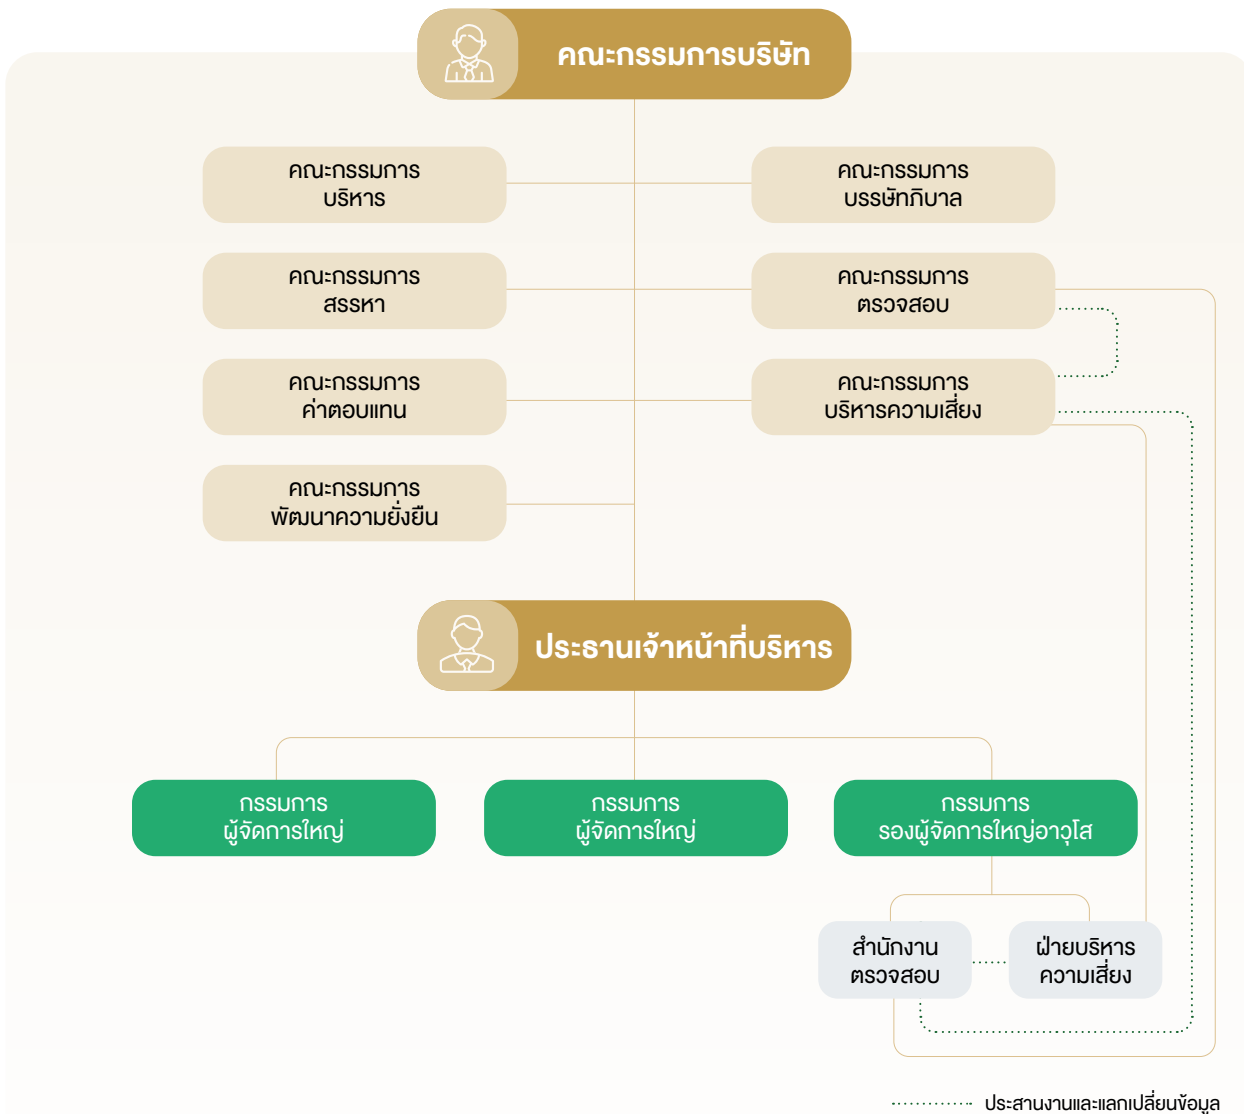 คณะกรรมการบริษัท
คณะกรรมการ
บริหาร
คณะกรรมการ
บรรษัทภิบาล
คณะกรรมการ
สรรหา
คณะกรรมการ
ตรวจสอบ
คณะกรรมการ
ค่าตอบแทน
คณะกรรมการ
บริหารความเสี่ยง
คณะกรรมการ
พัฒนาความยั่งยืน
ประธานเจ้าหน้าที่บริหาร
กรรมการ
ผู้จัดการใหญ่
กรรมการ
ผู้จัดการใหญ่
กรรมการ
รองผู้จัดการใหญ่อาวุโส
สำนักงาน
ตรวจสอบ
ฝ่ายบริหาร
ความเสี่ยง
ประสานงานและแลกเปลี่ยนข้อมูล